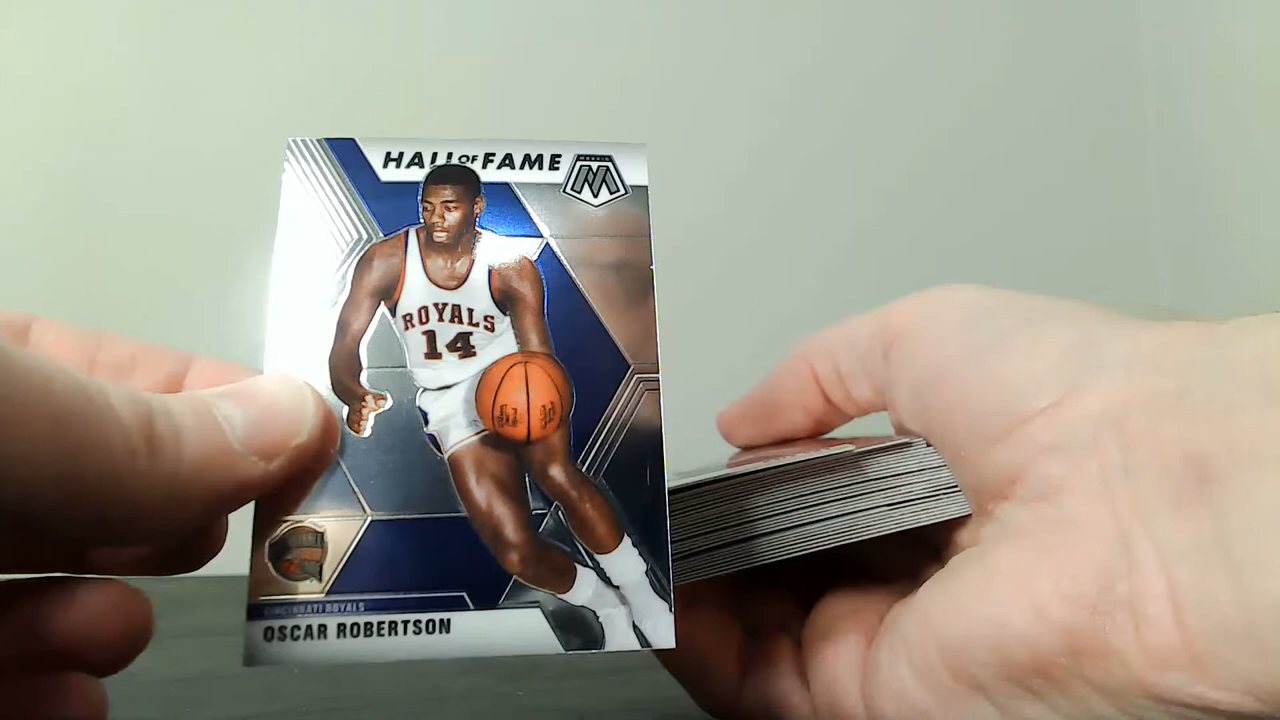 HALL OF FAME
MOSAIC
ROYALS
14
CINCINNATI ROYALS
OSCAR ROBERTSON